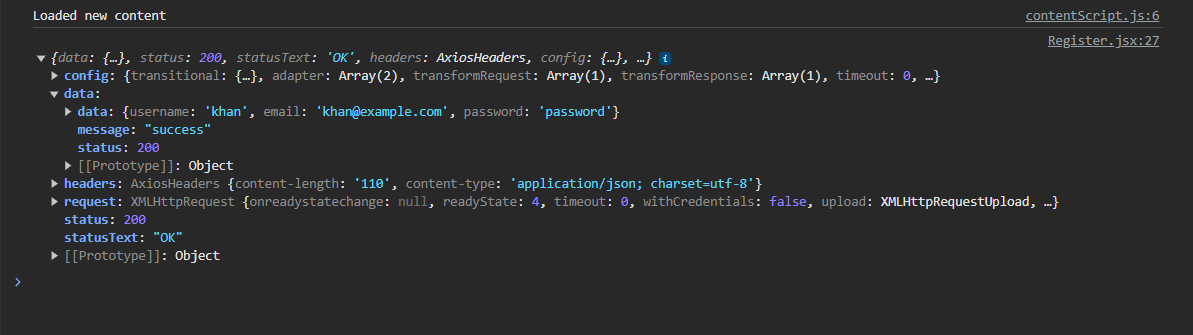 Loaded new content contentScript.js:6
Register.jsx:27
{data: {…}, status: 200, statusText: 'OK', headers: AxiosHeaders, config: {…}, …} i
config: {transitional: {…}, adapter: Array(2), transformRequest: Array(1), transformResponse: Array(1), timeout: 0, …}
data:
data: {username: 'khan', email: 'khan@example.com', password: 'password'}
message: "success"
status: 200
[[Prototype]]: Object
headers: AxiosHeaders {content-length: '110', content-type: 'application/json; charset=utf-8'}
request: XMLHttpRequest {onreadystatechange: null, readyState: 4, timeout: 0, withCredentials: false, upload: XMLHttpRequestUpload, …}
status: 200
statusText: "OK"
[[Prototype]]: Object